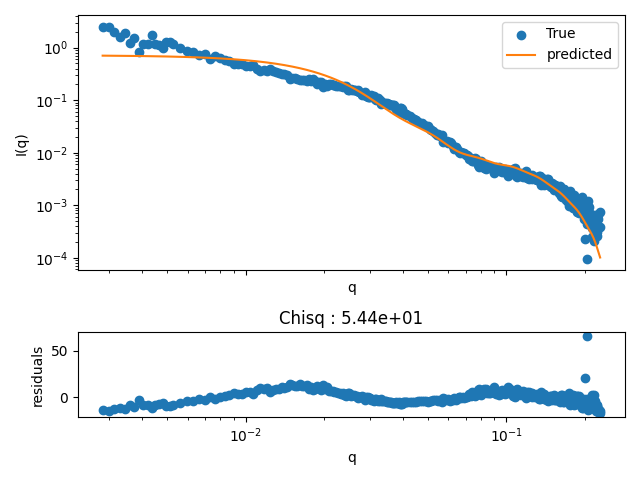 True
predicted
10⁰
10⁻¹
10⁻²
10⁻³
10⁻⁴
I(q)
q
Chisq : 5.44e+01
50
0
residuals
10⁻²
10⁻¹
q